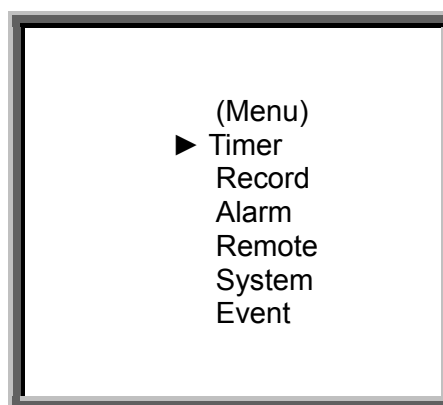 (Menu)
► Timer
Record
Alarm
Remote
System
Event